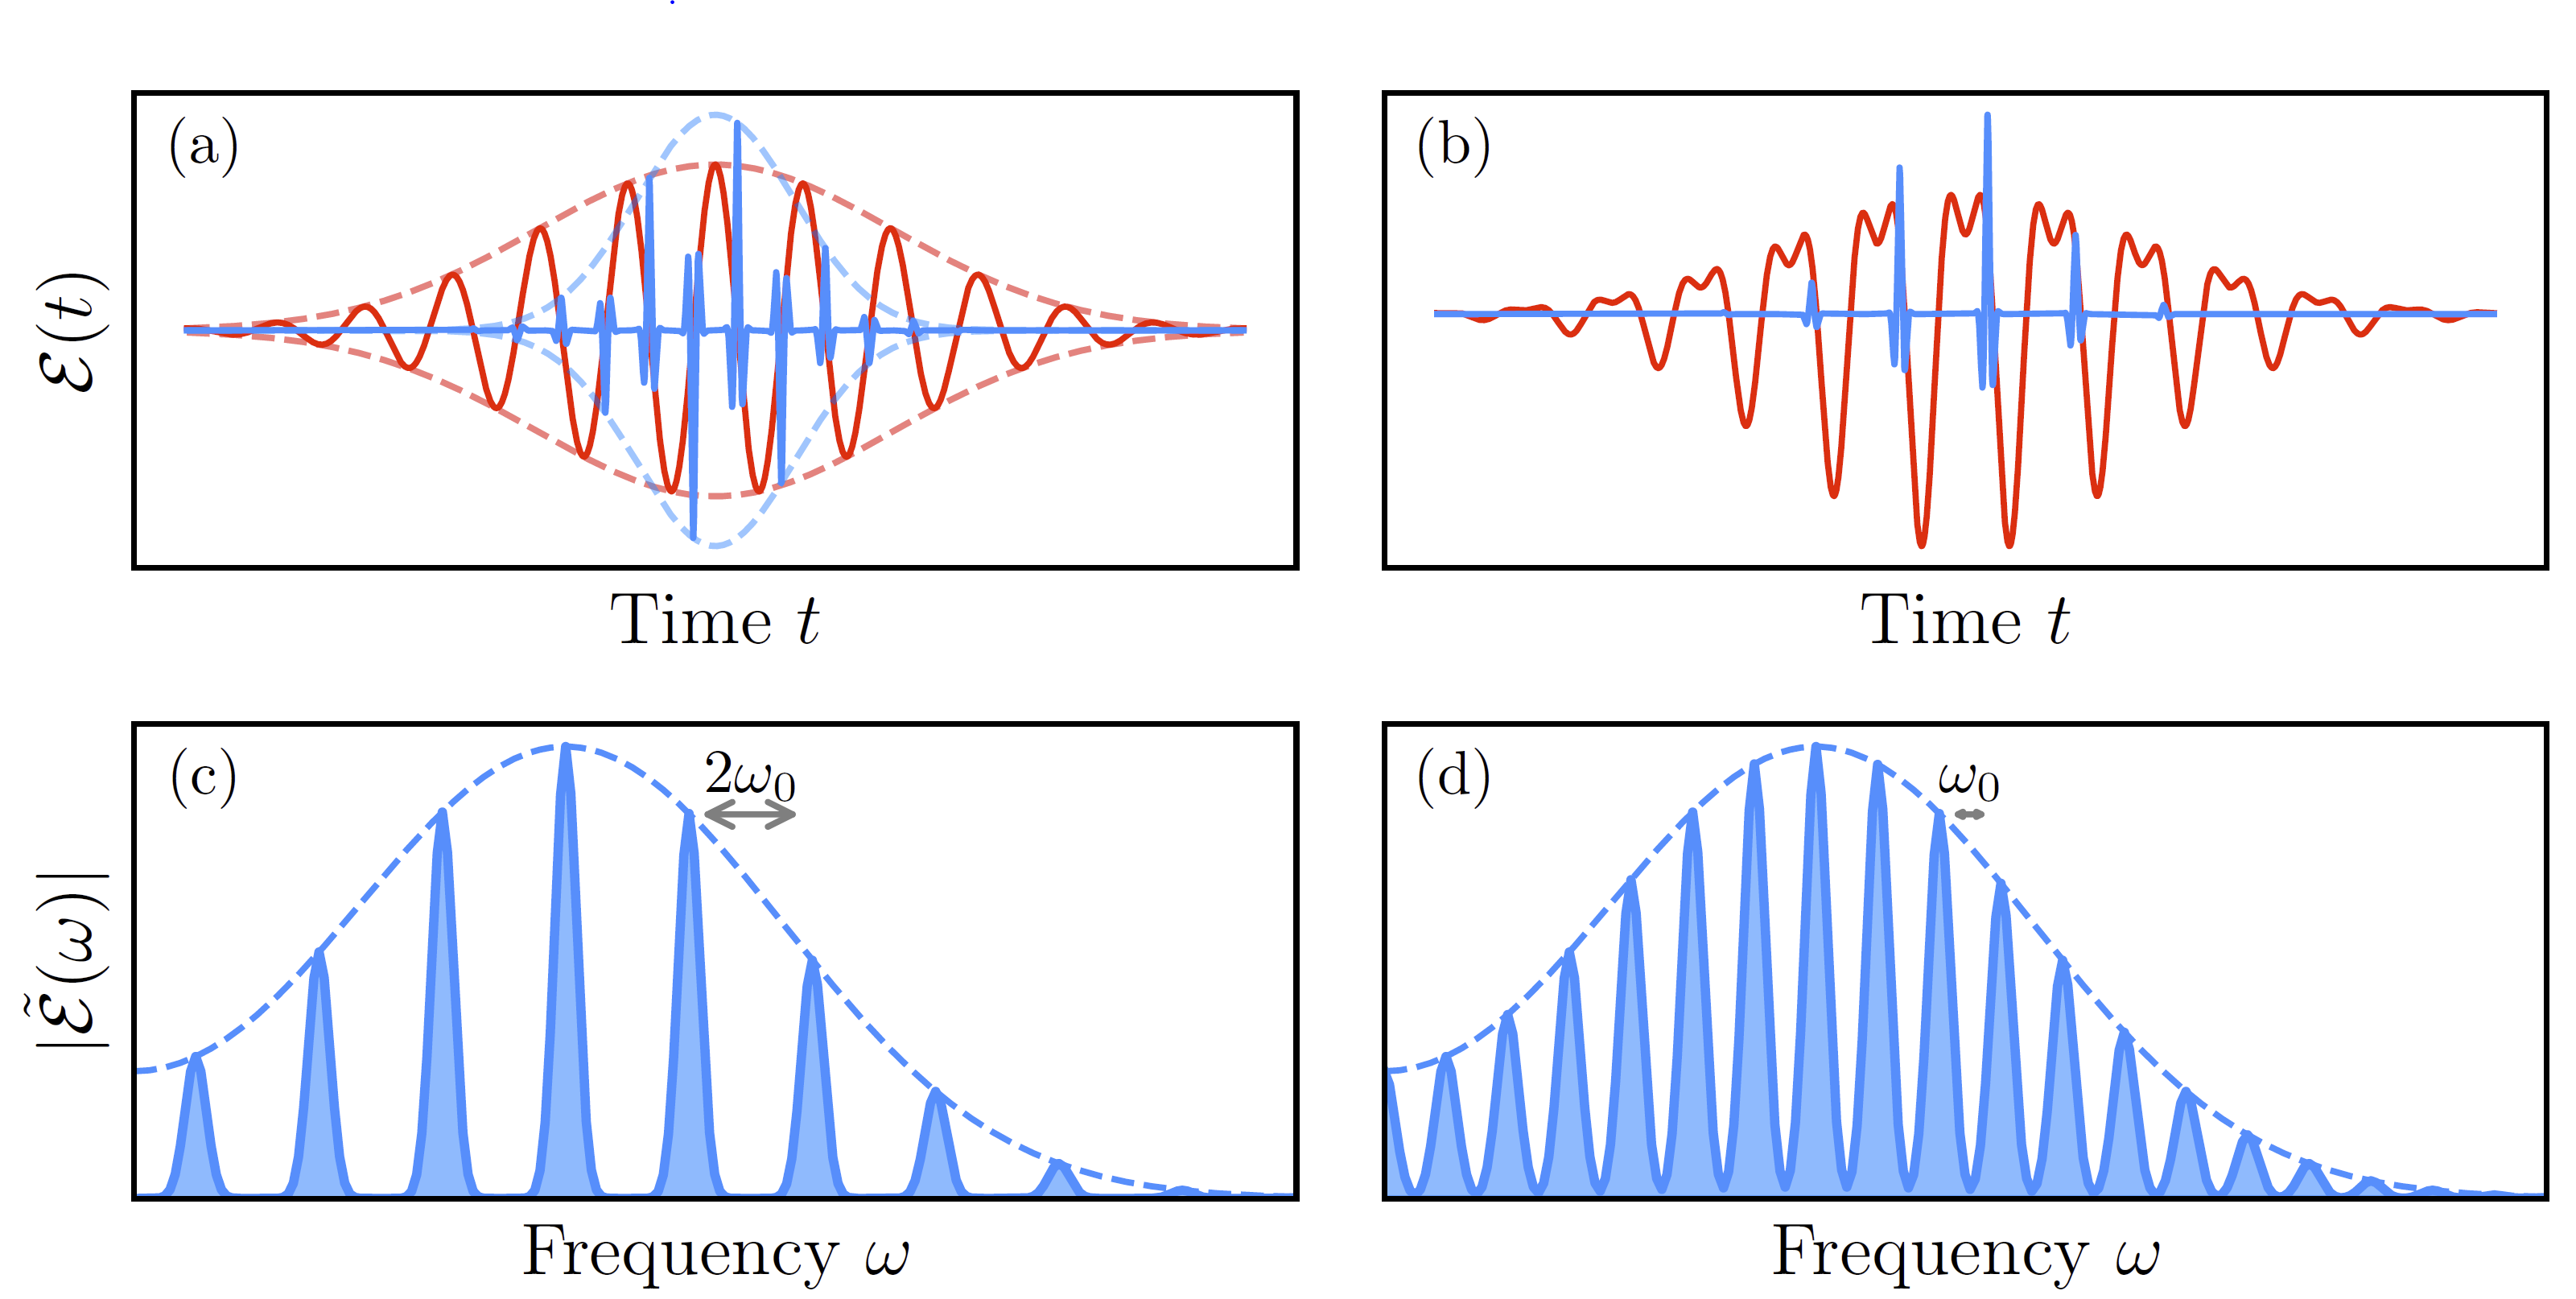 (a)
(b)
ℰ(t)
Time t
Time t
(c)
2ω₀
(d)
ω₀
|ℰ̃(ω)|
Frequency ω
Frequency ω